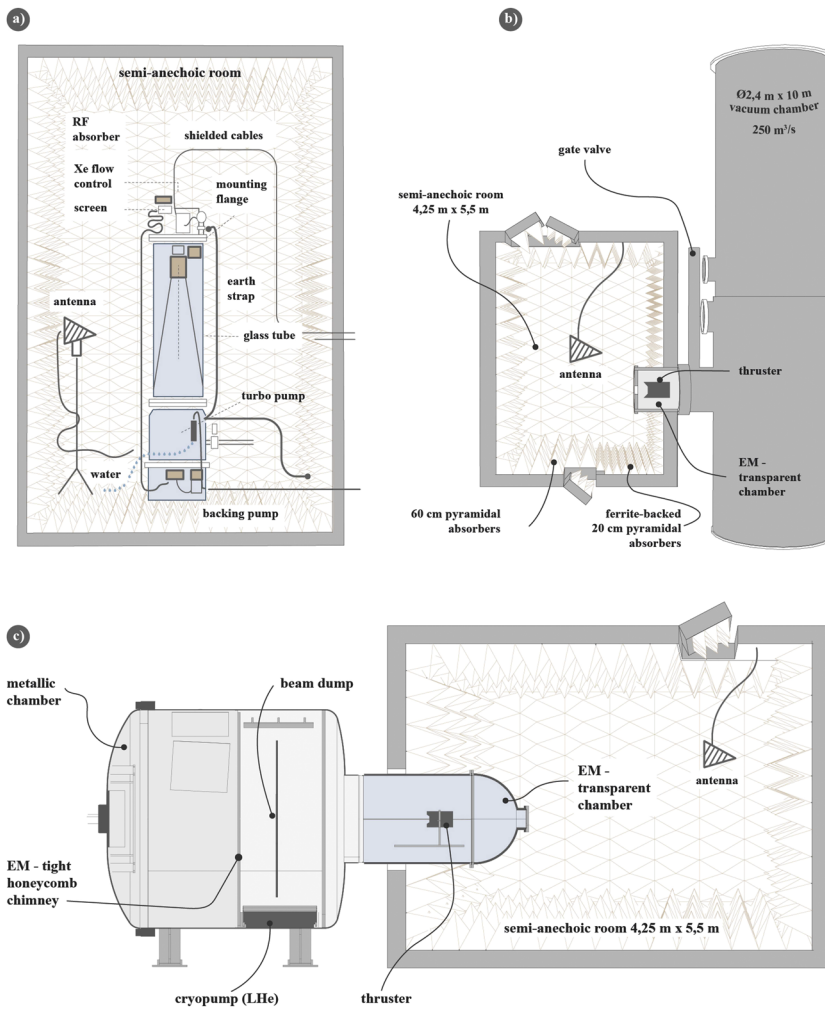 a)
semi-anechoic room
RF
absorber
shielded cables
Xe flow
control
mounting
flange
screen
earth
strap
antenna
glass tube
turbo pump
water
backing pump
b)
Ø2,4 m x 10 m
vacuum chamber
250 m³/s
gate valve
semi-anechoic room
4,25 m x 5,5 m
antenna
thruster
EM -
transparent
chamber
60 cm pyramidal
absorbers
ferrite-backed
20 cm pyramidal
absorbers
c)
metallic
chamber
beam dump
EM -
transparent
chamber
antenna
EM - tight
honeycomb
chimney
semi-anechoic room 4,25 m x 5,5 m
cryopump (LHe)
thruster